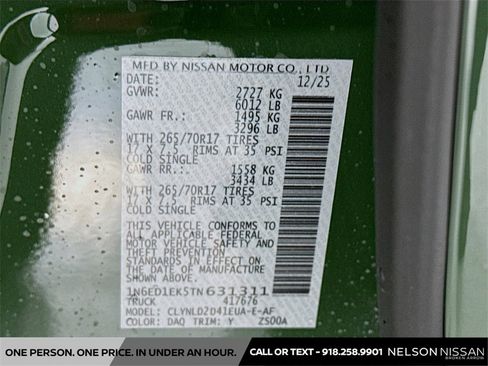 MFD BY NISSAN MOTOR CO., LTD
DATE: 12/25
GVWR: 2727 KG
6012 LB
GAWR FR.: 1495 KG
3296 LB
WITH 265/70R17 TIRES
17 X 7.5 RIMS AT 35 PSI
COLD SINGLE
GAWR RR.: 1558 KG
3434 LB
WITH 265/70R17 TIRES
17 X 7.5 RIMS AT 35 PSI
COLD SINGLE
THIS VEHICLE CONFORMS TO
ALL APPLICABLE FEDERAL
MOTOR VEHICLE SAFETY AND
THEFT PREVENTION
STANDARDS IN EFFECT ON THE
DATE OF MANUFACTURE
SHOWN ABOVE.
1N6ED1EK5TN631311
TRUCK 417676
MODEL: CLYNLD2D41EUA-E-AF
COLOR: DAQ TRIM: Y ZS00A
ONE PERSON. ONE PRICE. IN UNDER AN HOUR. CALL OR TEXT - 918.258.9901 NELSON NISSAN